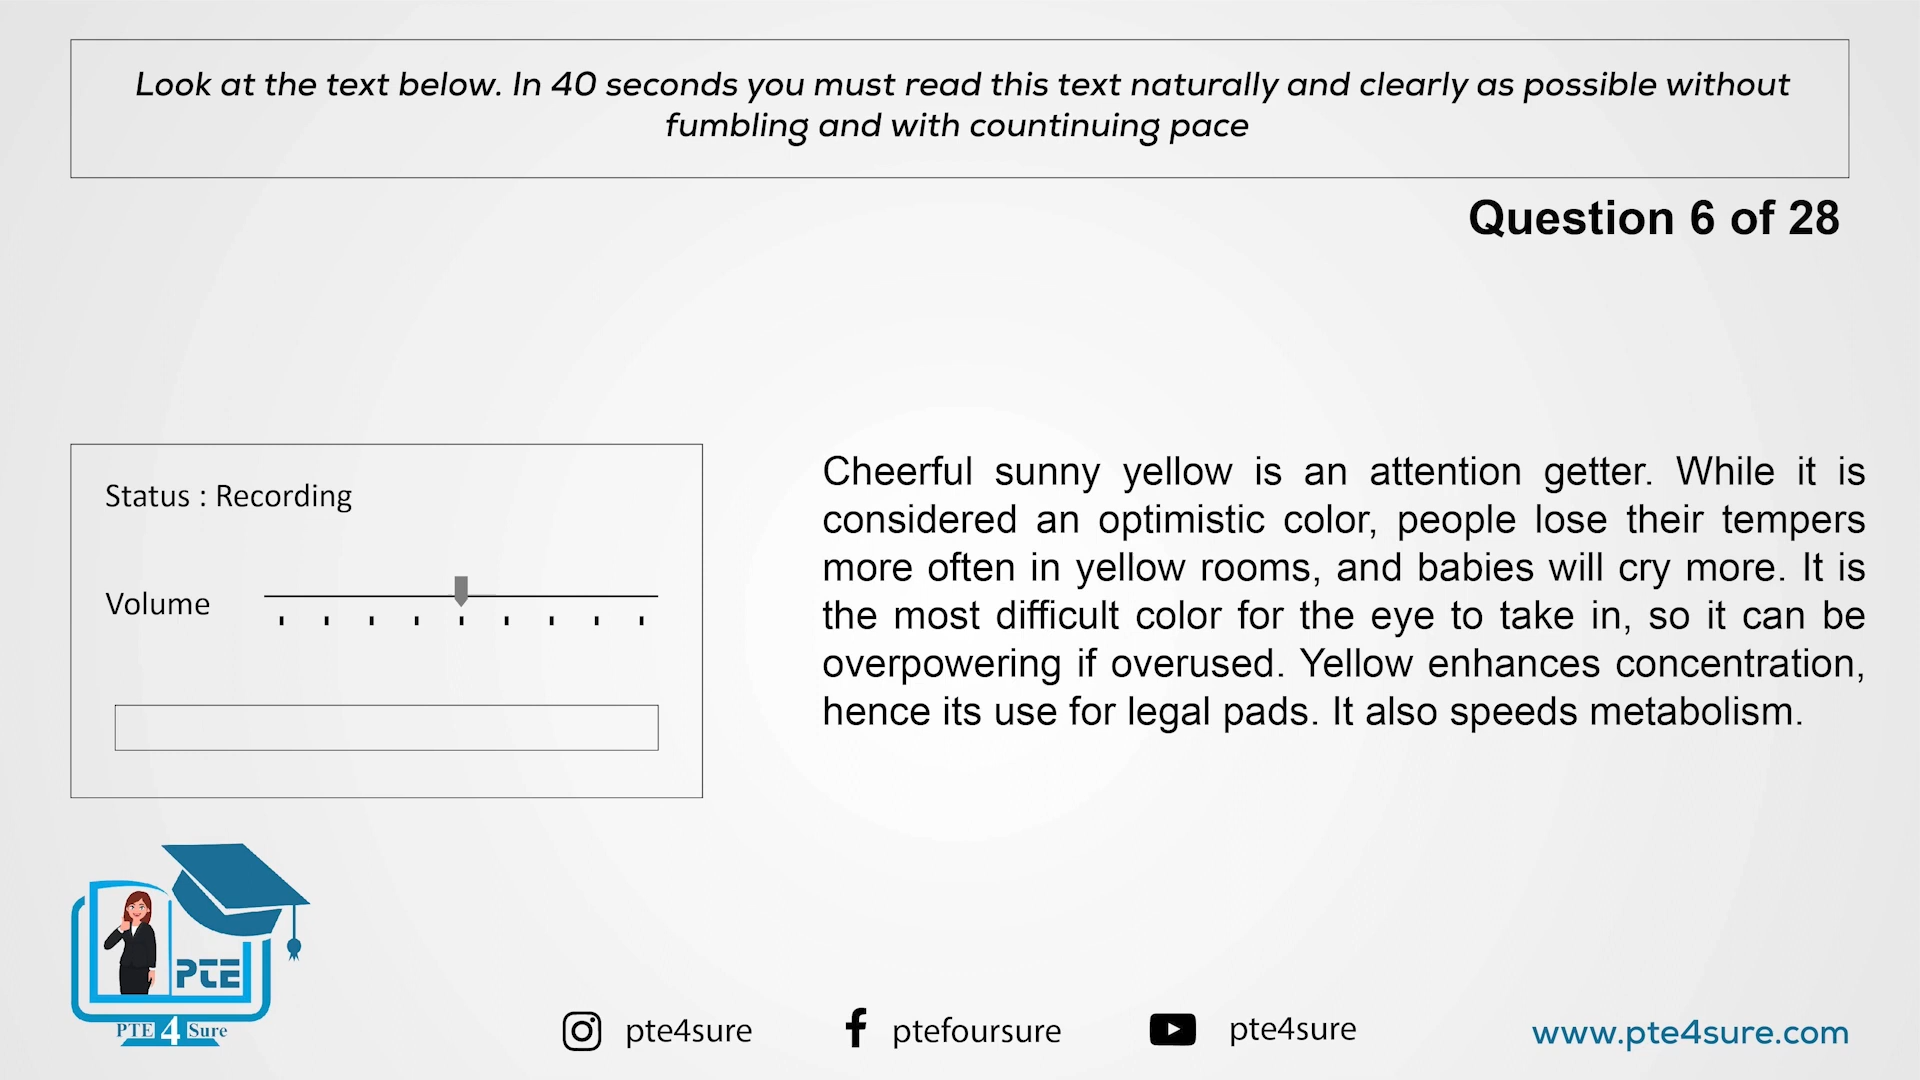 Look at the text below. In 40 seconds you must read this text naturally and clearly as possible without
fumbling and with countinuing pace
Question 6 of 28
Status : Recording
Volume
Cheerful sunny yellow is an attention getter. While it is
considered an optimistic color, people lose their tempers
more often in yellow rooms, and babies will cry more. It is
the most difficult color for the eye to take in, so it can be
overpowering if overused. Yellow enhances concentration,
hence its use for legal pads. It also speeds metabolism.
PTE
PTE 4 Sure
pte4sure
ptefoursure
pte4sure
www.pte4sure.com